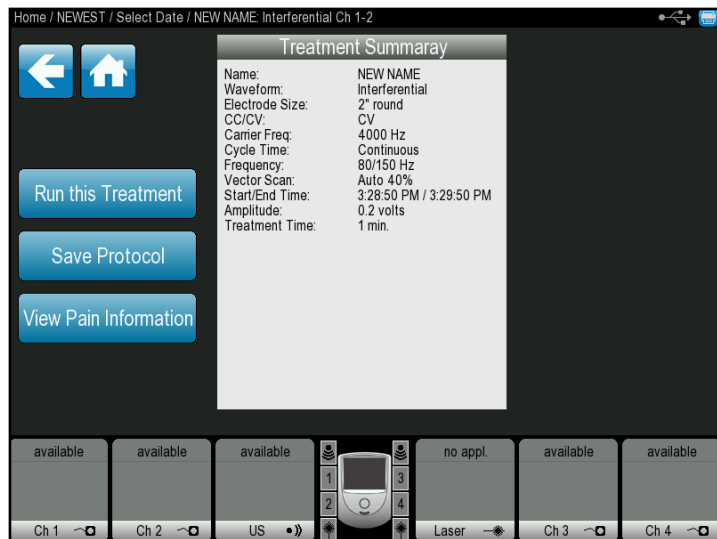 Home / NEWEST / Select Date / NEW NAME: Interferential Ch 1-2
Treatment Summaray
Name: NEW NAME
Waveform: Interferential
Electrode Size: 2" round
CC/CV: CV
Carrier Freq: 4000 Hz
Cycle Time: Continuous
Frequency: 80/150 Hz
Vector Scan: Auto 40%
Start/End Time: 3:28:50 PM / 3:29:50 PM
Amplitude: 0.2 volts
Treatment Time: 1 min.
Run this Treatment
Save Protocol
View Pain Information
available available available no appl. available available
1 3
2 4
Ch 1 Ch 2 US Laser Ch 3 Ch 4